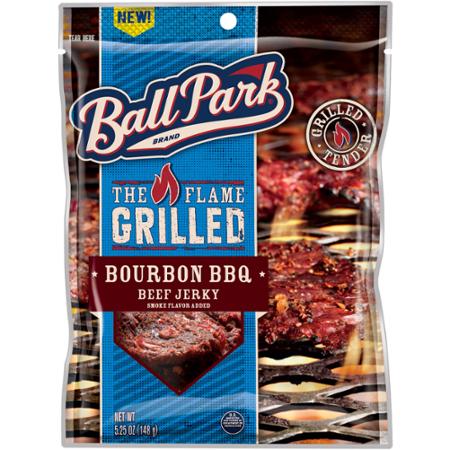 NEW!
TEAR HERE
Ball Park
BRAND
GRILLED
TENDER
THE FLAME
GRILLED
BOURBON BBQ
BEEF JERKY
SMOKE FLAVOR ADDED
NET WT
5.25 OZ (148 g)